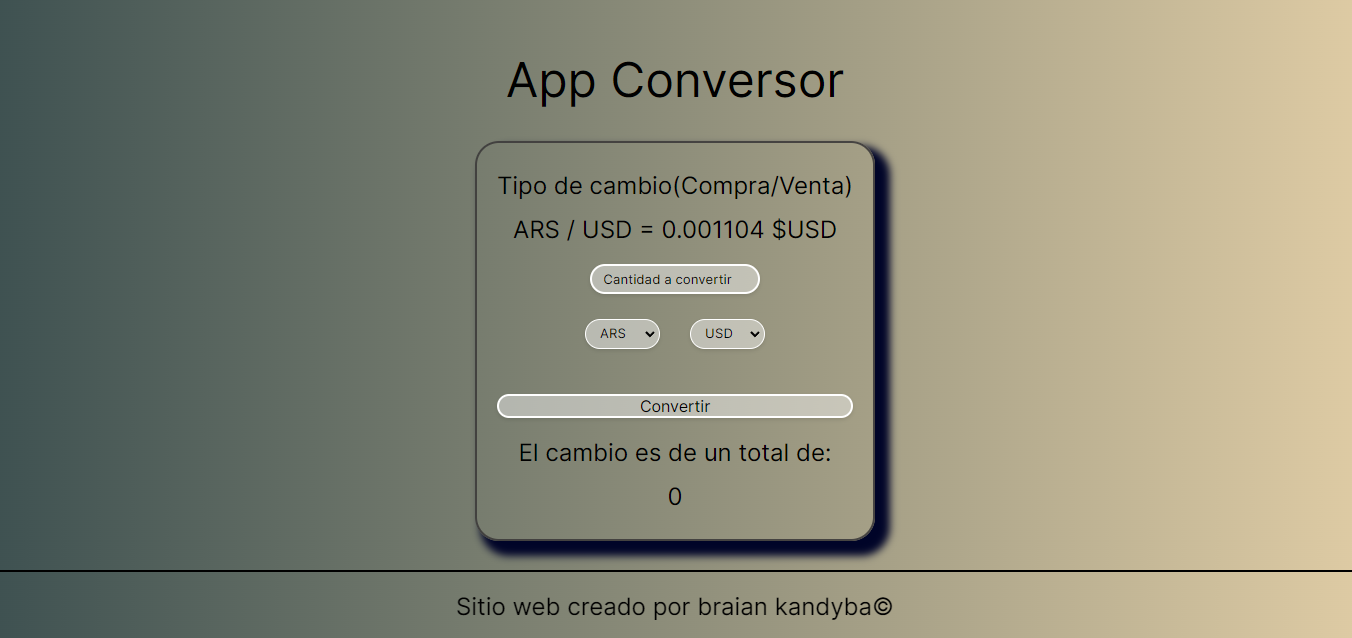 App Conversor
Tipo de cambio(Compra/Venta)
ARS / USD = 0.001104 $USD
Cantidad a convertir
ARS USD
Convertir
El cambio es de un total de:
0
Sitio web creado por braian kandyba©